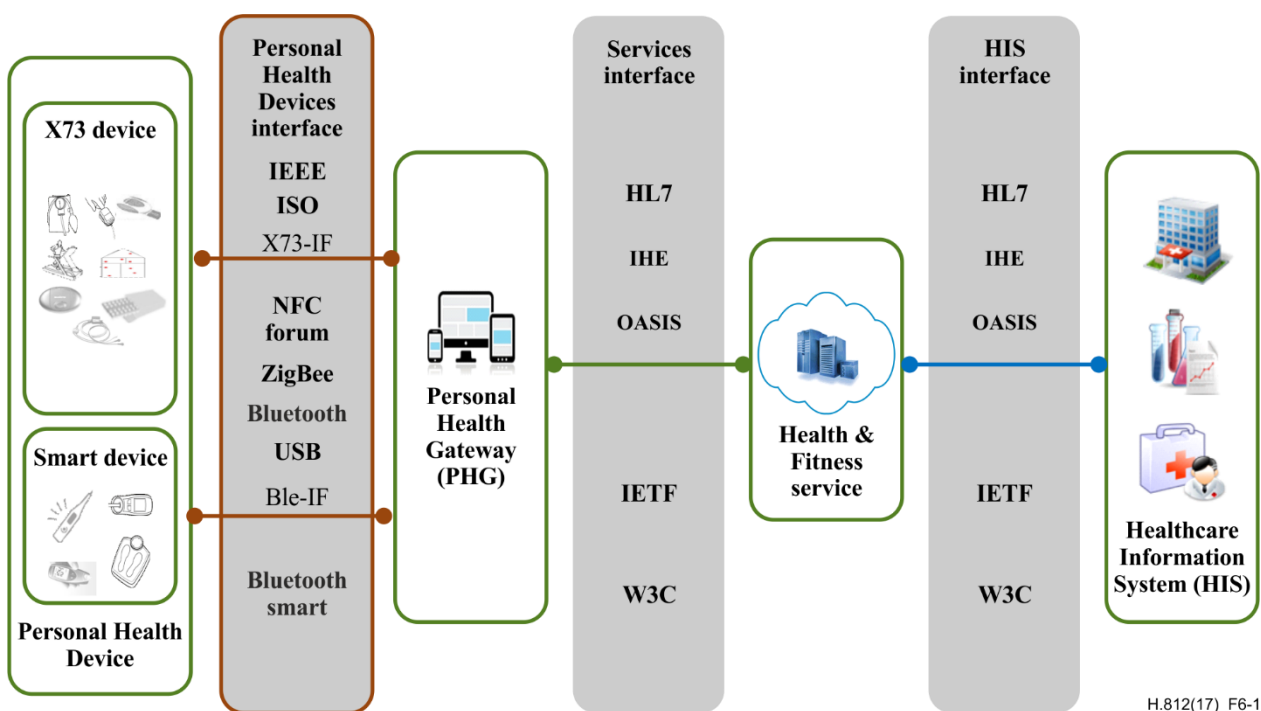 X73 device
Smart device
Personal Health
Device
Personal
Health
Devices
interface
IEEE
ISO
X73-IF
NFC
forum
ZigBee
Bluetooth
USB
Ble-IF
Bluetooth
smart
Personal
Health
Gateway
(PHG)
Services
interface
HL7
IHE
OASIS
IETF
W3C
Health &
Fitness
service
HIS
interface
HL7
IHE
OASIS
IETF
W3C
Healthcare
Information
System (HIS)
H.812(17)_F6-1